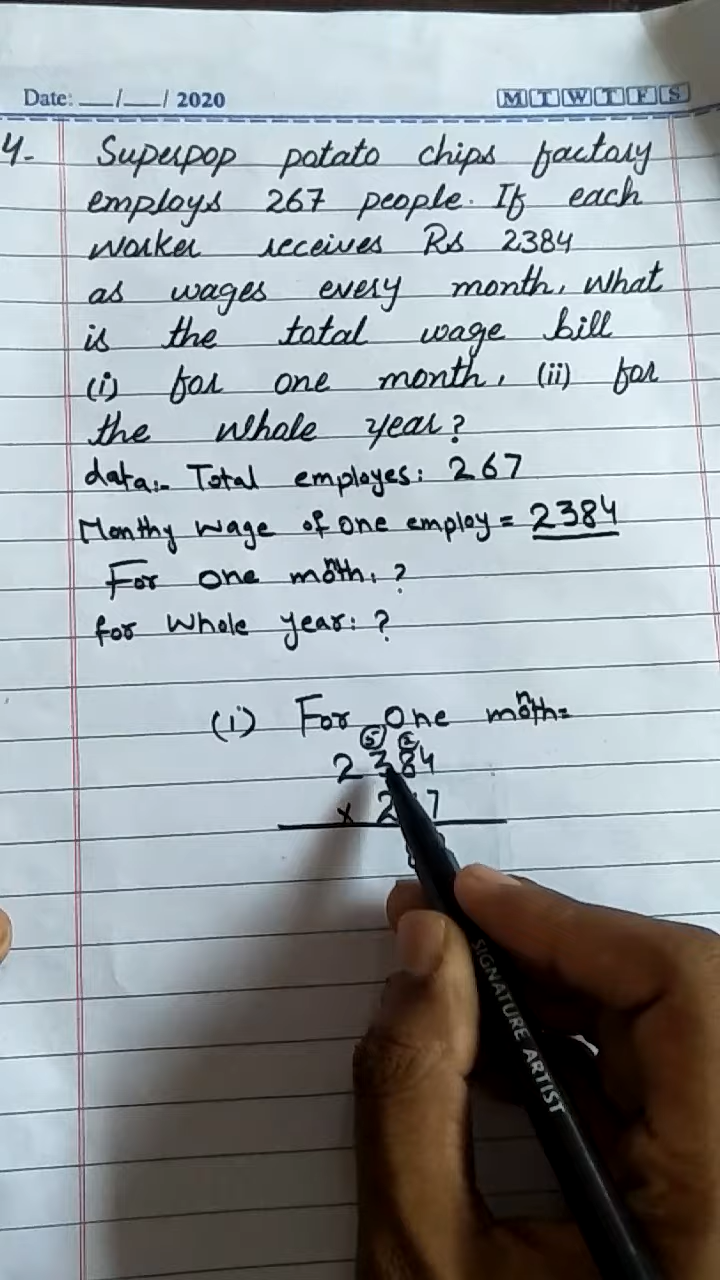 Date: ___/___/ 2020 M T W T F S
4. Superpop potato chips factory
employs 267 people. If each
worker receives Rs 2384
as wages every month, what
is the total wage bill
(i) for one month, (ii) for
the whole year?
data:- Total employes: 267
Monthy wage of one employ = 2384
For one month: ?
for whole year: ?
(i) For One month=
5
2384
x 2 7
SIGNATURE ARTIST